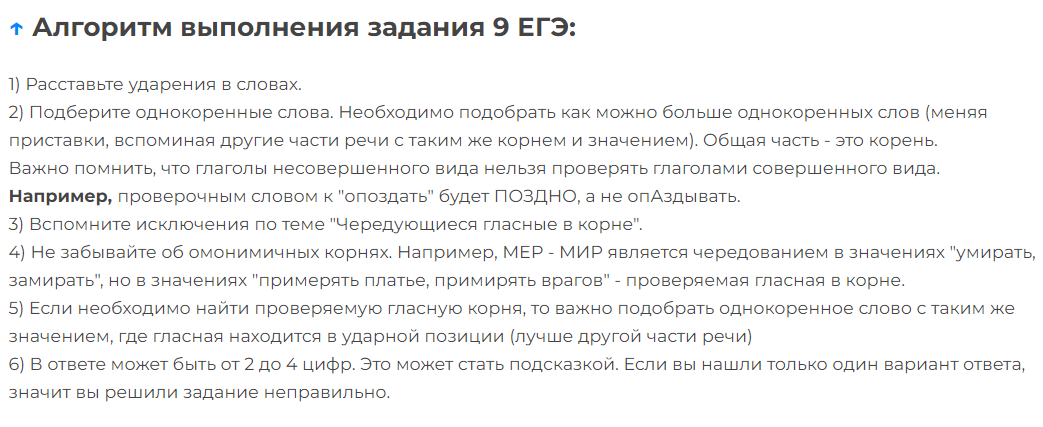 ↑ Алгоритм выполнения задания 9 ЕГЭ:
1) Расставьте ударения в словах.
2) Подберите однокоренные слова. Необходимо подобрать как можно больше однокоренных слов (меняя
приставки, вспоминая другие части речи с таким же корнем и значением). Общая часть - это корень.
Важно помнить, что глаголы несовершенного вида нельзя проверять глаголами совершенного вида.
Например, проверочным словом к "опоздать" будет ПОЗДНО, а не опАздывать.
3) Вспомните исключения по теме "Чередующиеся гласные в корне".
4) Не забывайте об омонимичных корнях. Например, МЕР - МИР является чередованием в значениях "умирать,
замирать", но в значениях "примерять платье, примирять врагов" - проверяемая гласная в корне.
5) Если необходимо найти проверяемую гласную корня, то важно подобрать однокоренное слово с таким же
значением, где гласная находится в ударной позиции (лучше другой части речи)
6) В ответе может быть от 2 до 4 цифр. Это может стать подсказкой. Если вы нашли только один вариант ответа,
значит вы решили задание неправильно.